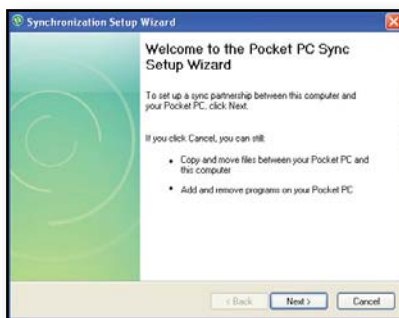 Synchronization Setup Wizard
Welcome to the Pocket PC Sync
Setup Wizard
To set up a sync partnership between this computer and
your Pocket PC, click Next.
If you click Cancel, you can still:
• Copy and move files between your Pocket PC and
this computer
• Add and remove programs on your Pocket PC
< Back
Next >
Cancel